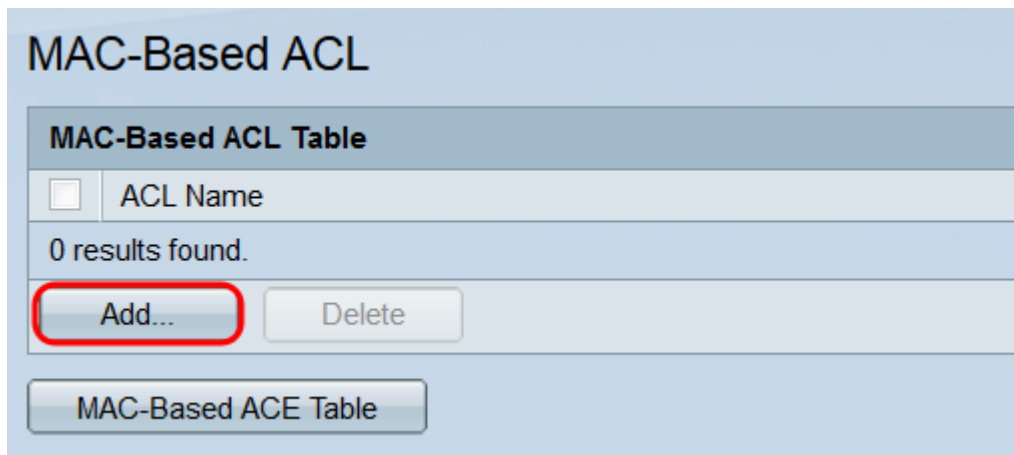 MAC-Based ACL
MAC-Based ACL Table
ACL Name
0 results found.
Add... Delete
MAC-Based ACE Table